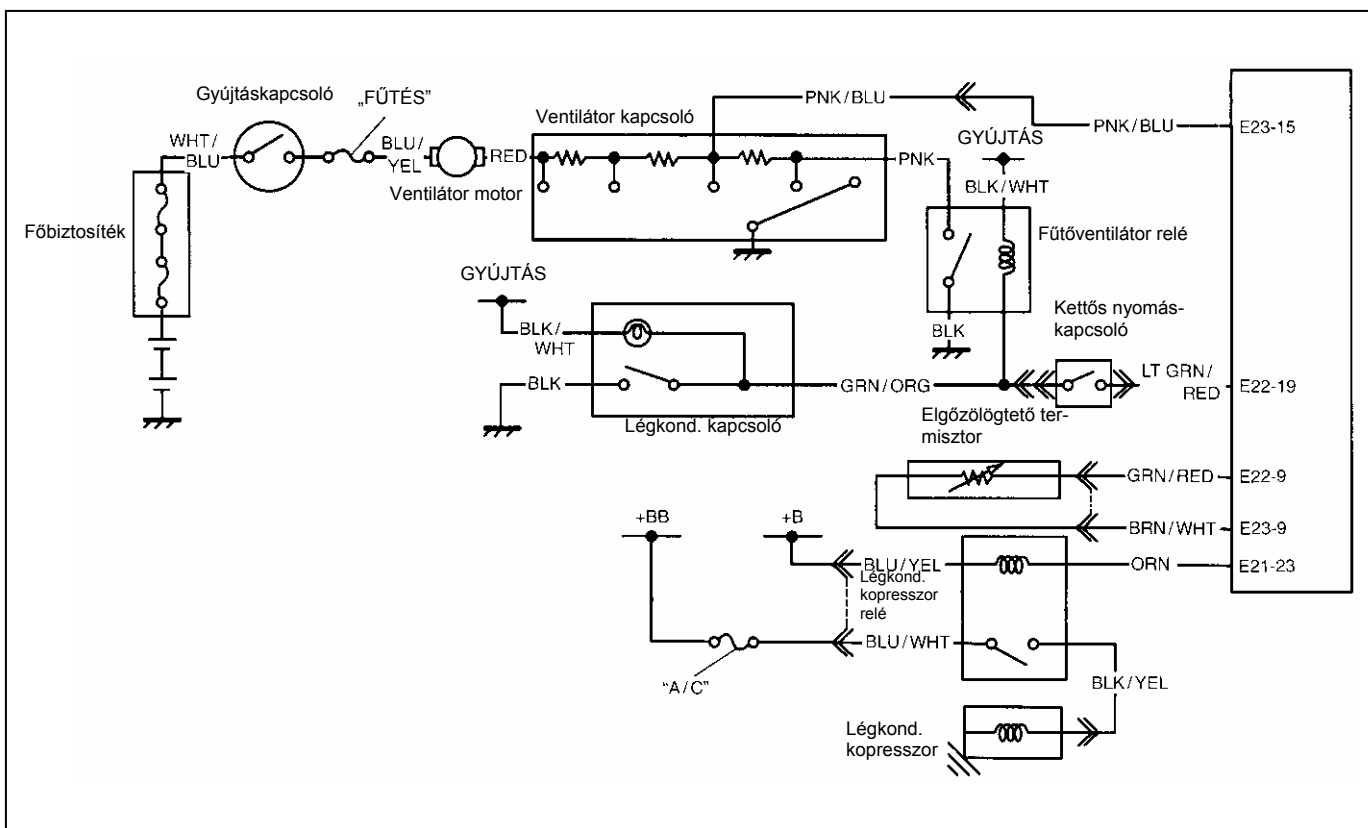 Gyújtáskapcsoló
„FŰTÉS”
WHT/
BLU
BLU/
YEL
RED
Ventilátor motor
Főbiztosíték
Ventilátor kapcsoló
PNK/BLU
PNK/BLU
E23-15
GYÚJTÁS
PNK
BLK/WHT
Fűtőventilátor relé
BLK
GYÚJTÁS
BLK/
WHT
BLK
GRN/ORG
Légkond. kapcsoló
Kettős nyomás-
kapcsoló
LT GRN/
RED
E22-19
Elgőzölögtető ter-
misztor
GRN/RED
E22-9
BRN/WHT
E23-9
+BB
+B
BLU/YEL
ORN
E21-23
Légkond.
kopresszor
relé
BLU/WHT
"A/C"
BLK/YEL
Légkond.
kopresszor